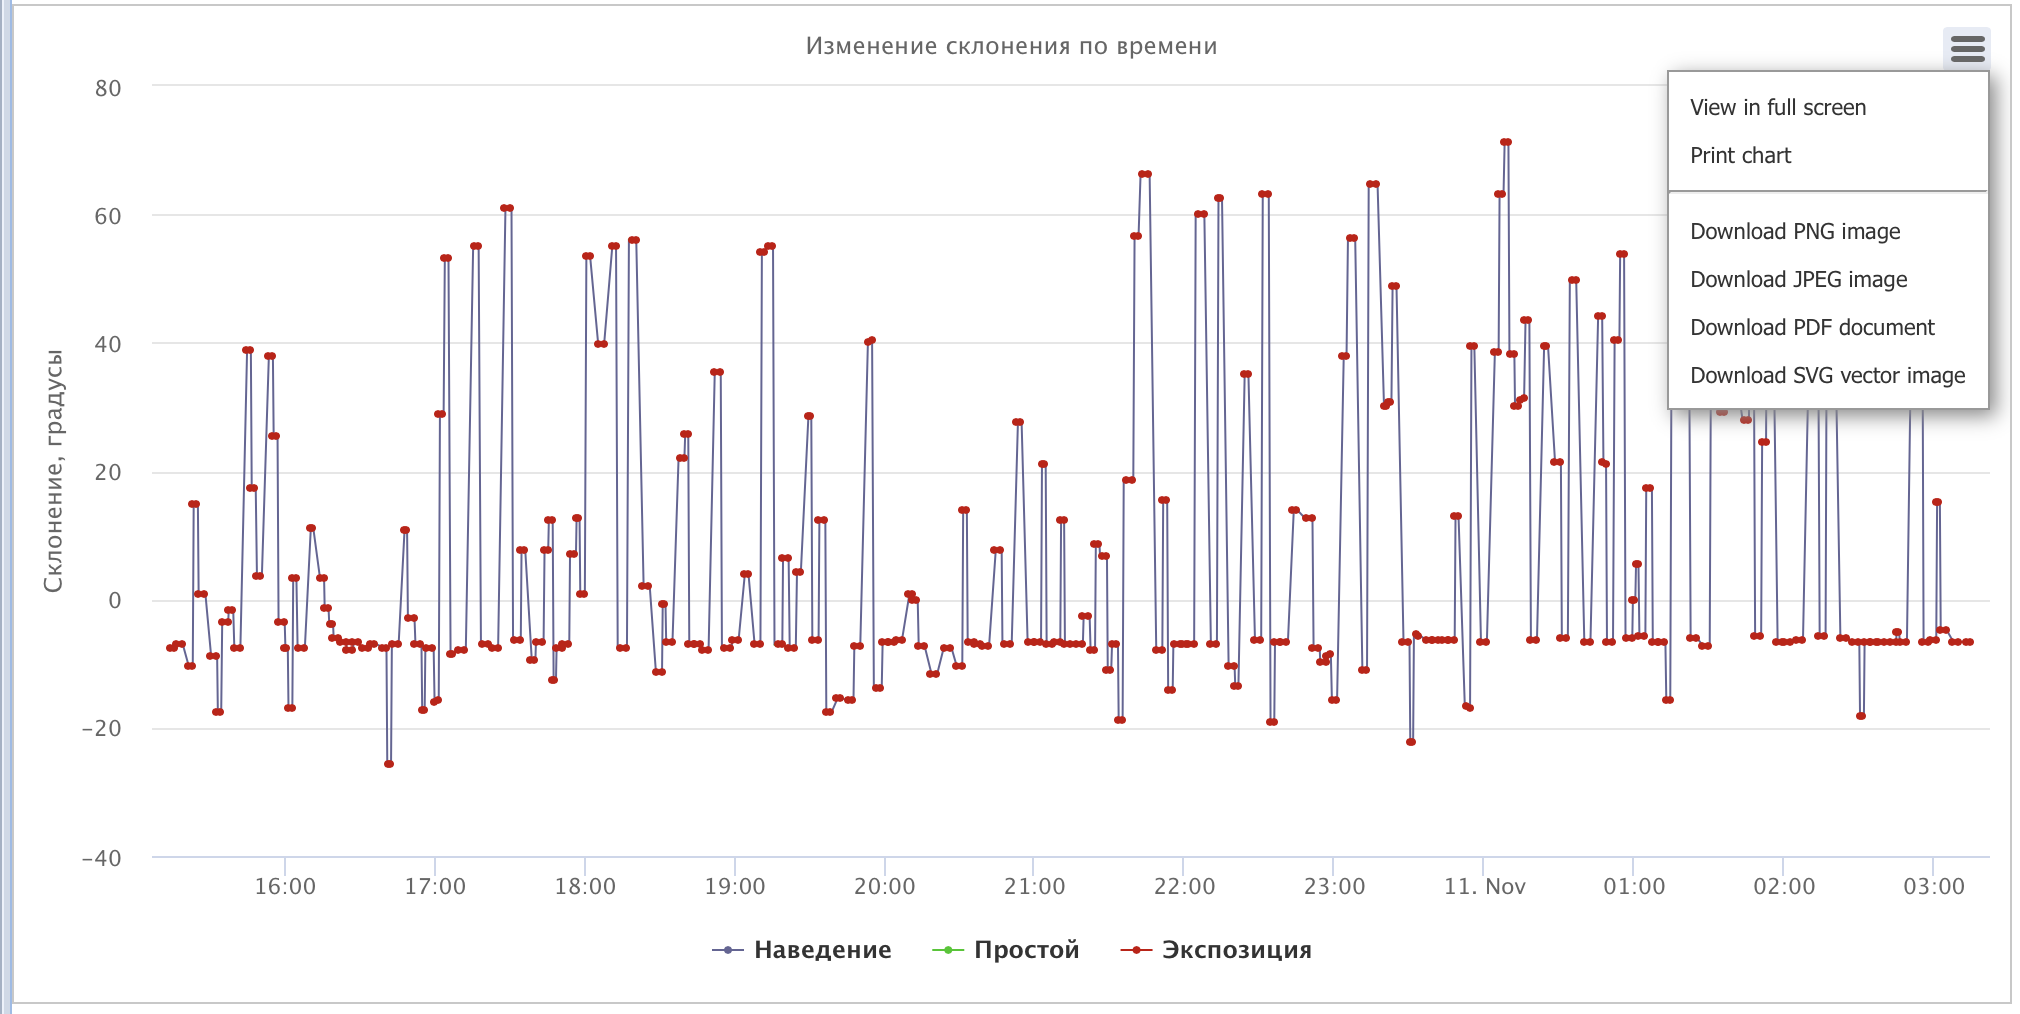 Изменение склонения по времени
View in full screen
Print chart
Download PNG image
Download JPEG image
Download PDF document
Download SVG vector image
Склонение, градусы
80
60
40
20
0
−20
−40
16:00 17:00 18:00 19:00 20:00 21:00 22:00 23:00 11. Nov 01:00 02:00 03:00
Наведение Простой Экспозиция